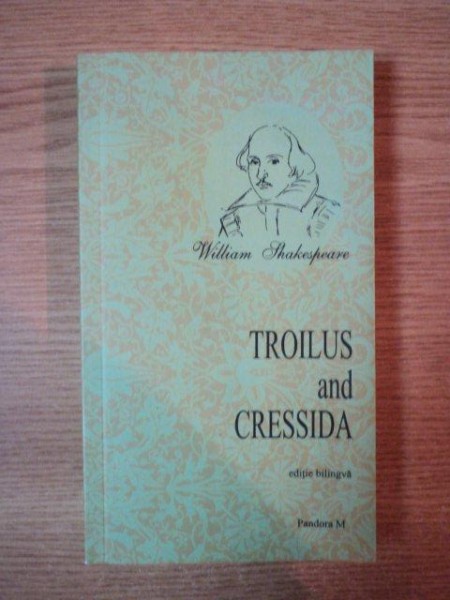 William Shakespeare
TROILUS
and
CRESSIDA
ediţie bilingvă
Pandora M